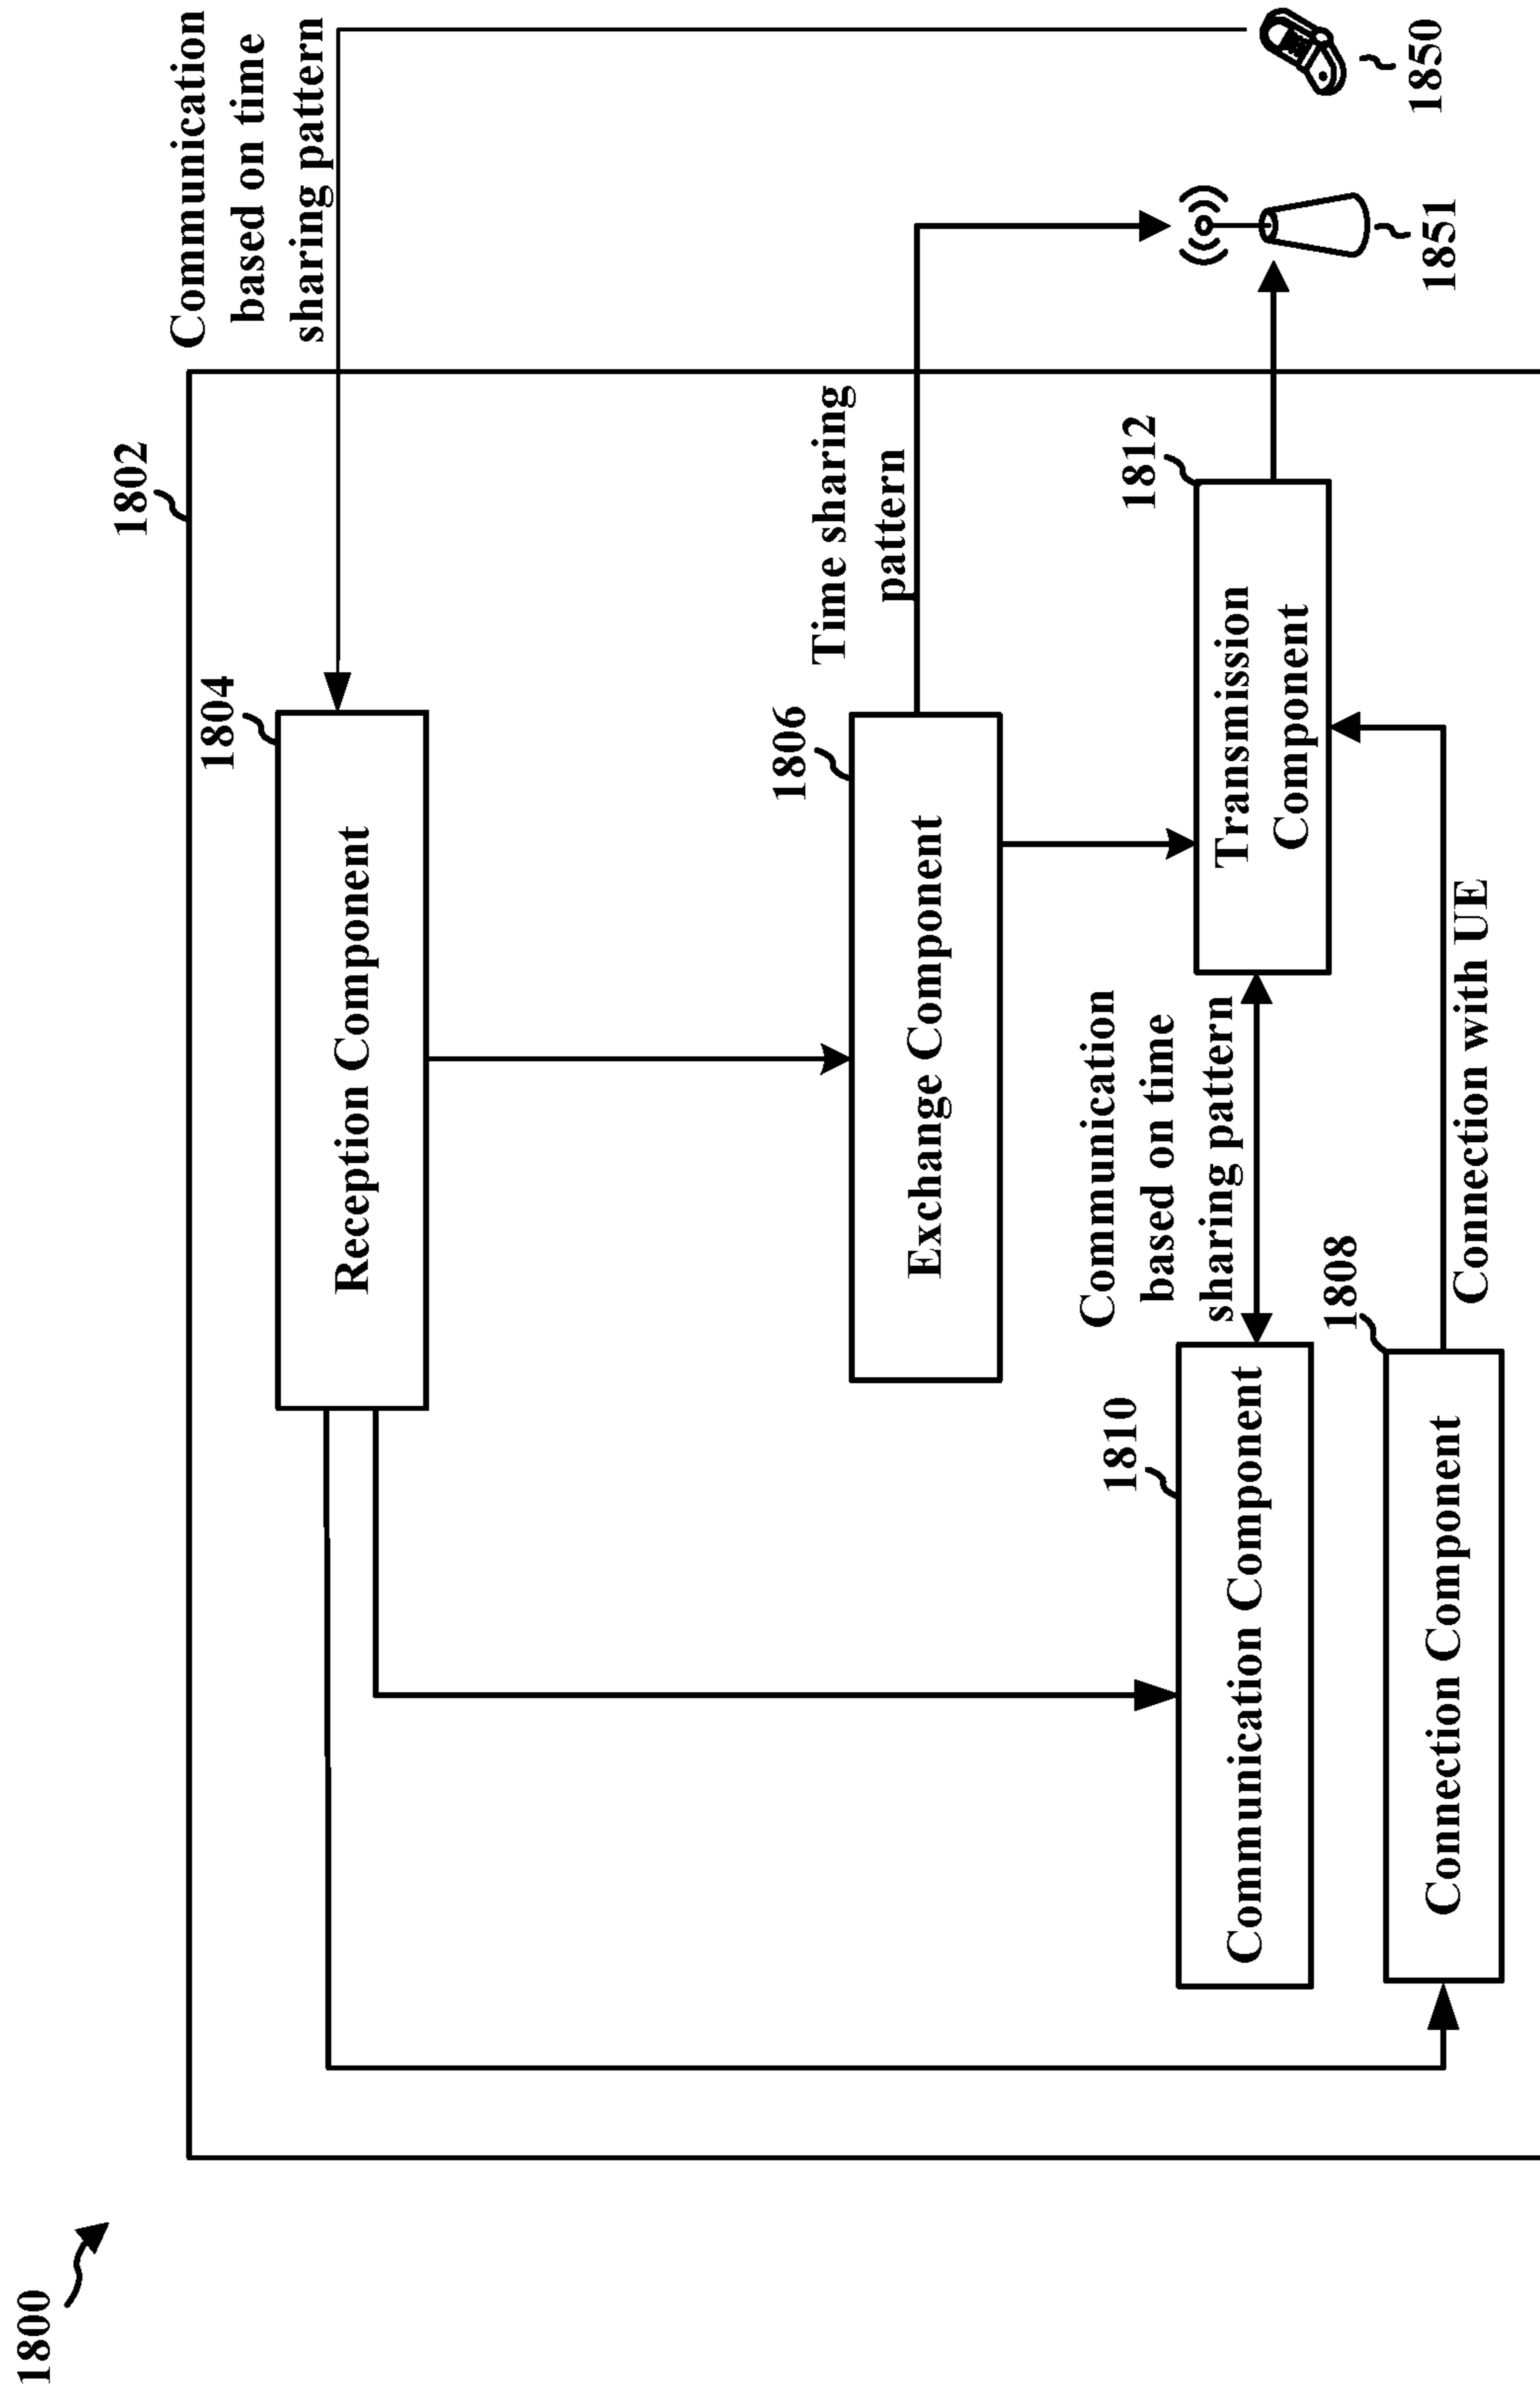 1800
1802
Communication
based on time
sharing pattern
1804
Reception Component
1806
Exchange Component
Time sharing
pattern
1810
Communication Component
Communication
based on time
sharing pattern
1812
Transmission
Component
1808
Connection Component
Connection with UE
1851
1850